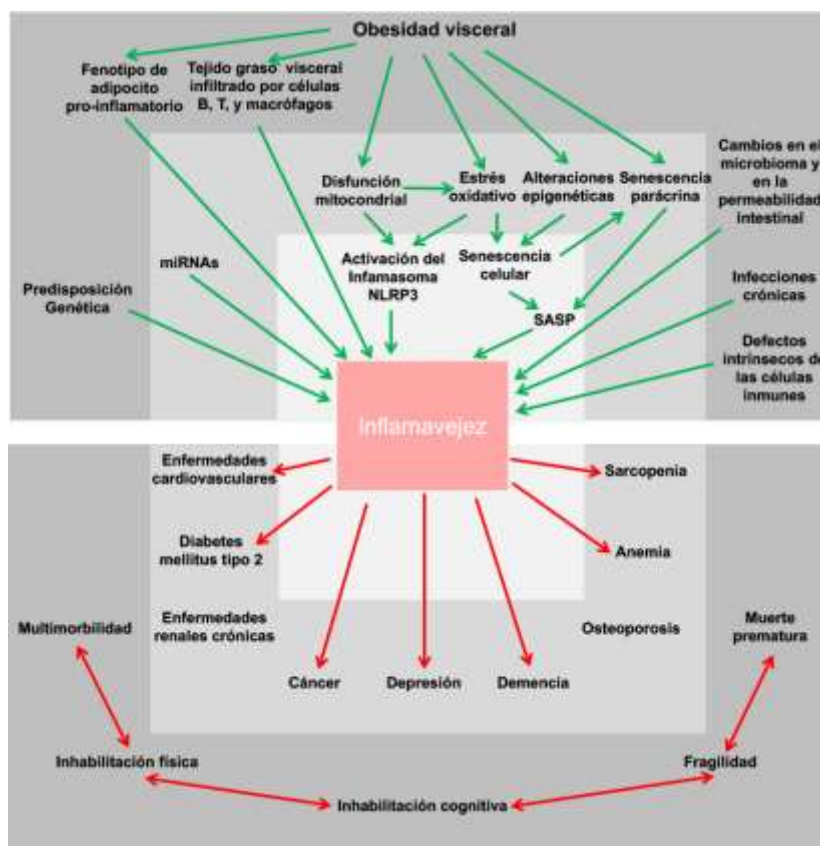 Obesidad visceral
Fenotipo de
adipocito
pro-inflamatorio
Tejido graso visceral
infiltrado por células
B, T, y macrófagos
Cambios en el
microbioma y
en la
permeabilidad
intestinal
Disfunción
mitocondrial
Estrés
oxidativo
Alteraciones
epigenéticas
Senescencia
parácrina
miRNAs
Activación del
Infamasoma
NLRP3
Senescencia
celular
Predisposición
Genética
Infecciones
crónicas
SASP
Defectos
intrínsecos de
las células
inmunes
Inflamavejez
Enfermedades
cardiovasculares
Sarcopenia
Diabetes
mellitus tipo 2
Anemia
Multimorbilidad
Enfermedades
renales crónicas
Osteoporosis
Muerte
prematura
Cáncer
Depresión
Demencia
Inhabilitación física
Fragilidad
Inhabilitación cognitiva